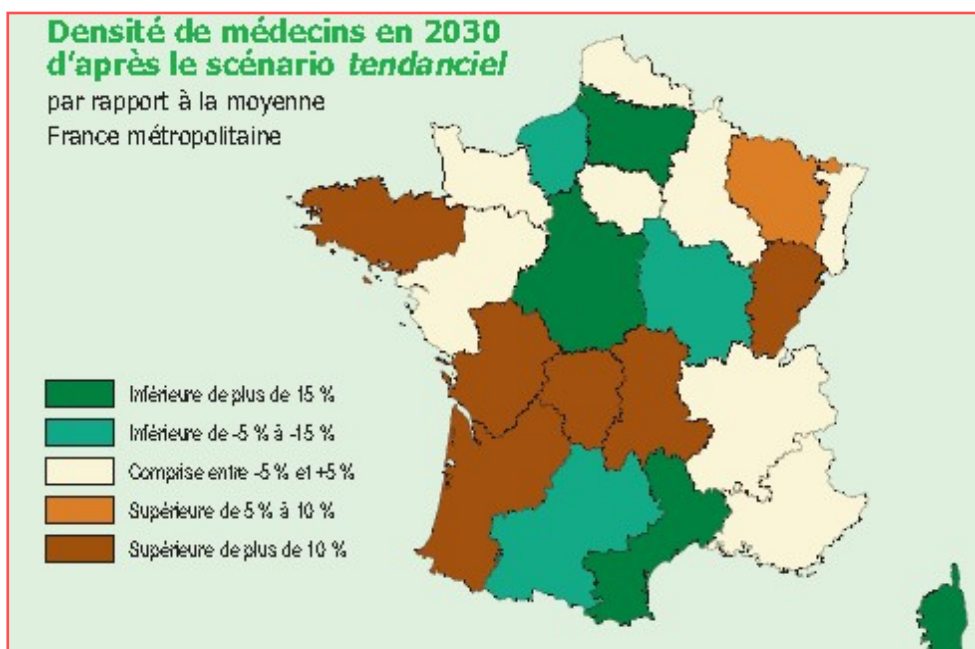 Densité de médecins en 2030
d'après le scénario tendanciel
par rapport à la moyenne
France métropolitaine
Inférieure de plus de 15 %
Inférieure de -5 % à -15 %
Comprise entre -5 % et +5 %
Supérieure de 5 % à 10 %
Supérieure de plus de 10 %